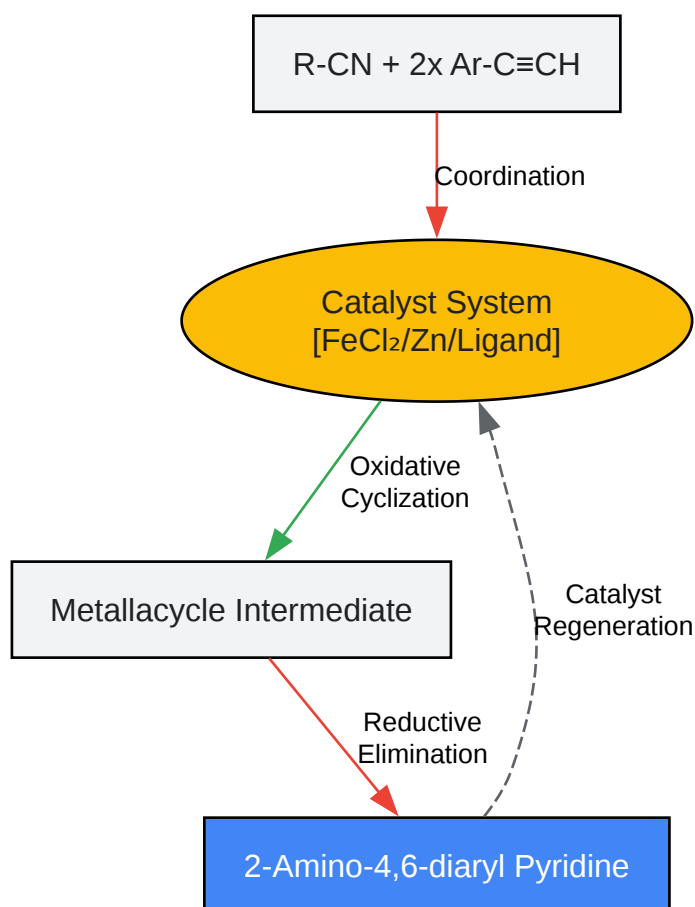 R-CN + 2x Ar-C≡CH
Coordination
Catalyst System
[FeCl₂/Zn/Ligand]
Oxidative
Cyclization
Metallacycle Intermediate
Catalyst
Regeneration
Reductive
Elimination
2-Amino-4,6-diaryl Pyridine